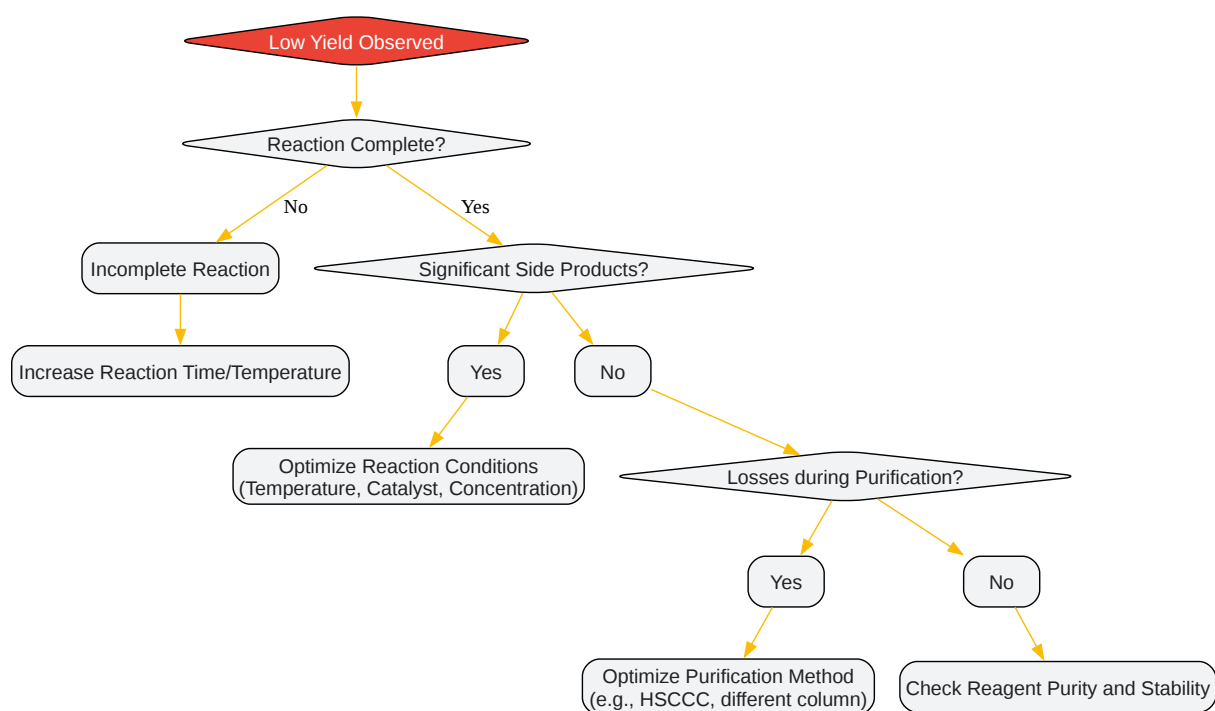 Low Yield Observed
Reaction Complete?
No
Yes
Incomplete Reaction
Significant Side Products?
Increase Reaction Time/Temperature
Yes
No
Optimize Reaction Conditions
(Temperature, Catalyst, Concentration)
Losses during Purification?
Yes
No
Optimize Purification Method
(e.g., HSCCC, different column)
Check Reagent Purity and Stability